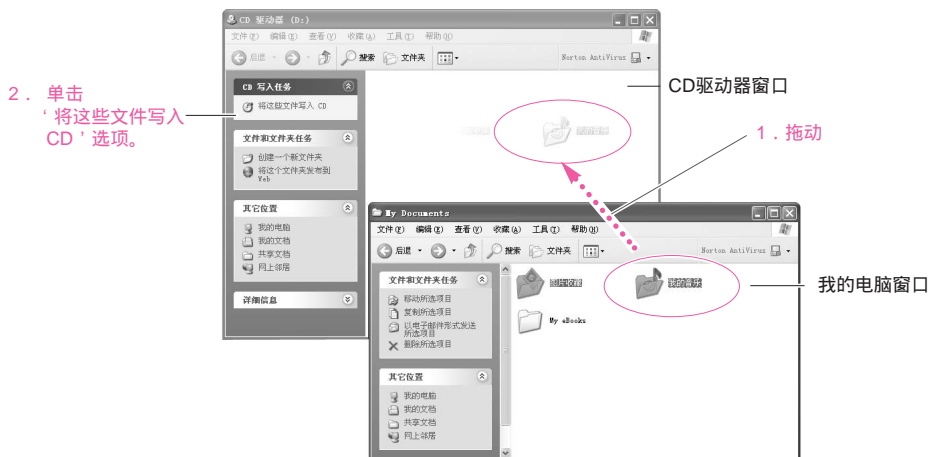 CD 驱动器 (D:)
文件(F) 编辑(E) 查看(V) 收藏(A) 工具(T) 帮助(H)
后退 搜索 文件夹 Norton AntiVirus
CD 写入任务
将这些文件写入 CD
文件和文件夹任务
创建一个新文件夹
将这个文件夹发布到
Web
其它位置
我的电脑
我的文档
共享文档
网上邻居
详细信息
2. 单击
‘将这些文件写入
CD’选项。
CD驱动器窗口
1.拖动
My Documents
文件(F) 编辑(E) 查看(V) 收藏(A) 工具(T) 帮助(H)
后退 搜索 文件夹 Norton AntiVirus
文件和文件夹任务
移动所选项目
复制所选项目
以电子邮件形式发送
所选项目
删除所选项目
其它位置
我的电脑
我的文档
共享文档
网上邻居
图片收藏
我的音乐
My eBooks
我的电脑窗口